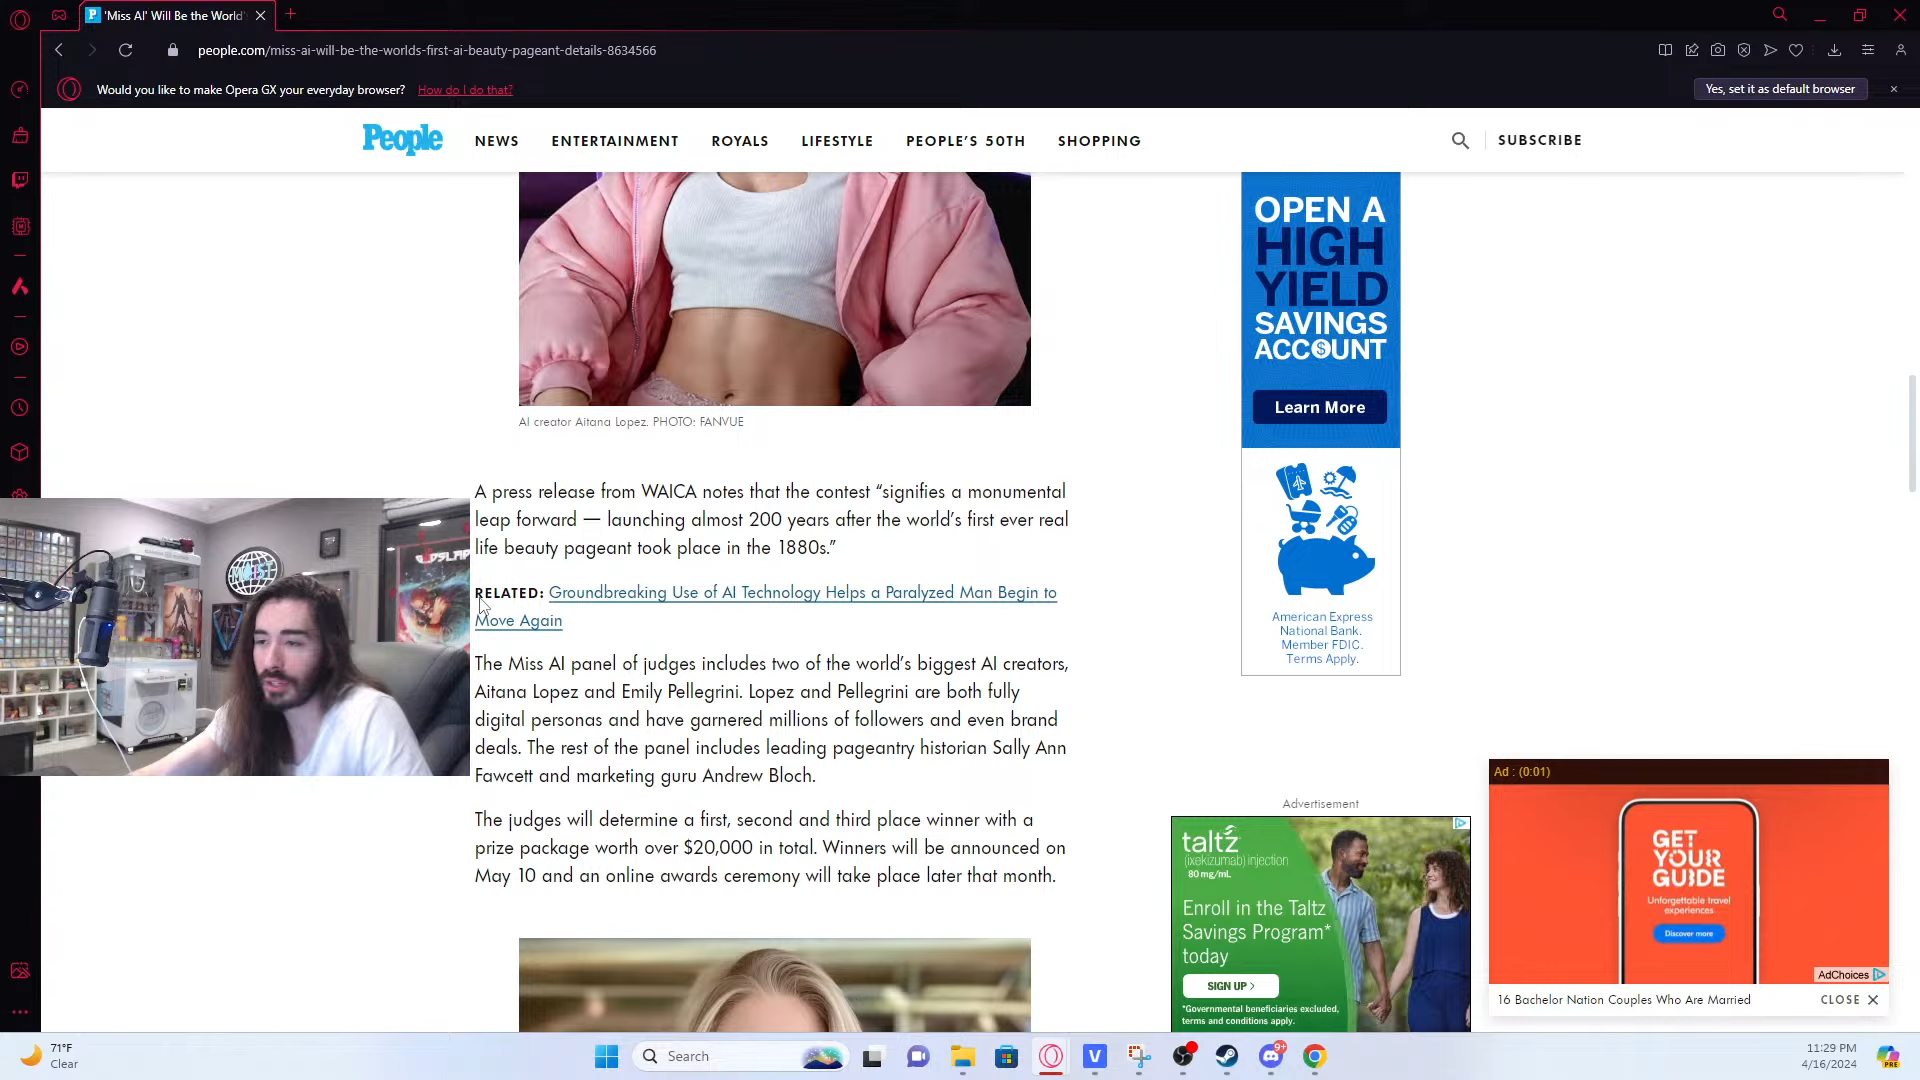 'Miss AI' Will Be the World'
people.com/miss-ai-will-be-the-worlds-first-ai-beauty-pageant-details-8634566
Would you like to make Opera GX your everyday browser? How do I do that?
Yes, set it as default browser
People
NEWS
ENTERTAINMENT
ROYALS
LIFESTYLE
PEOPLE'S 50TH
SHOPPING
SUBSCRIBE
AI creator Aitana Lopez. PHOTO: FANVUE
A press release from WAICA notes that the contest “signifies a monumental
leap forward — launching almost 200 years after the world’s first ever real
life beauty pageant took place in the 1880s.”
RELATED: Groundbreaking Use of AI Technology Helps a Paralyzed Man Begin to
Move Again
The Miss AI panel of judges includes two of the world’s biggest AI creators,
Aitana Lopez and Emily Pellegrini. Lopez and Pellegrini are both fully
digital personas and have garnered millions of followers and even brand
deals. The rest of the panel includes leading pageantry historian Sally Ann
Fawcett and marketing guru Andrew Bloch.
The judges will determine a first, second and third place winner with a
prize package worth over $20,000 in total. Winners will be announced on
May 10 and an online awards ceremony will take place later that month.
OPEN A
HIGH
YIELD
SAVINGS
ACCOUNT
Learn More
American Express
National Bank.
Member FDIC.
Terms Apply.
Advertisement
taltz
(ixekizumab) injection
80 mg/mL
Enroll in the Taltz
Savings Program*
today
SIGN UP >
*Governmental beneficiaries excluded,
terms and conditions apply.
Ad : (0:01)
GET
YOUR
GUIDE
Unforgettable travel
experiences
Discover more
AdChoices
16 Bachelor Nation Couples Who Are Married
CLOSE
MOIST
71°F
Clear
Search
9+
11:29 PM
4/16/2024
PRE